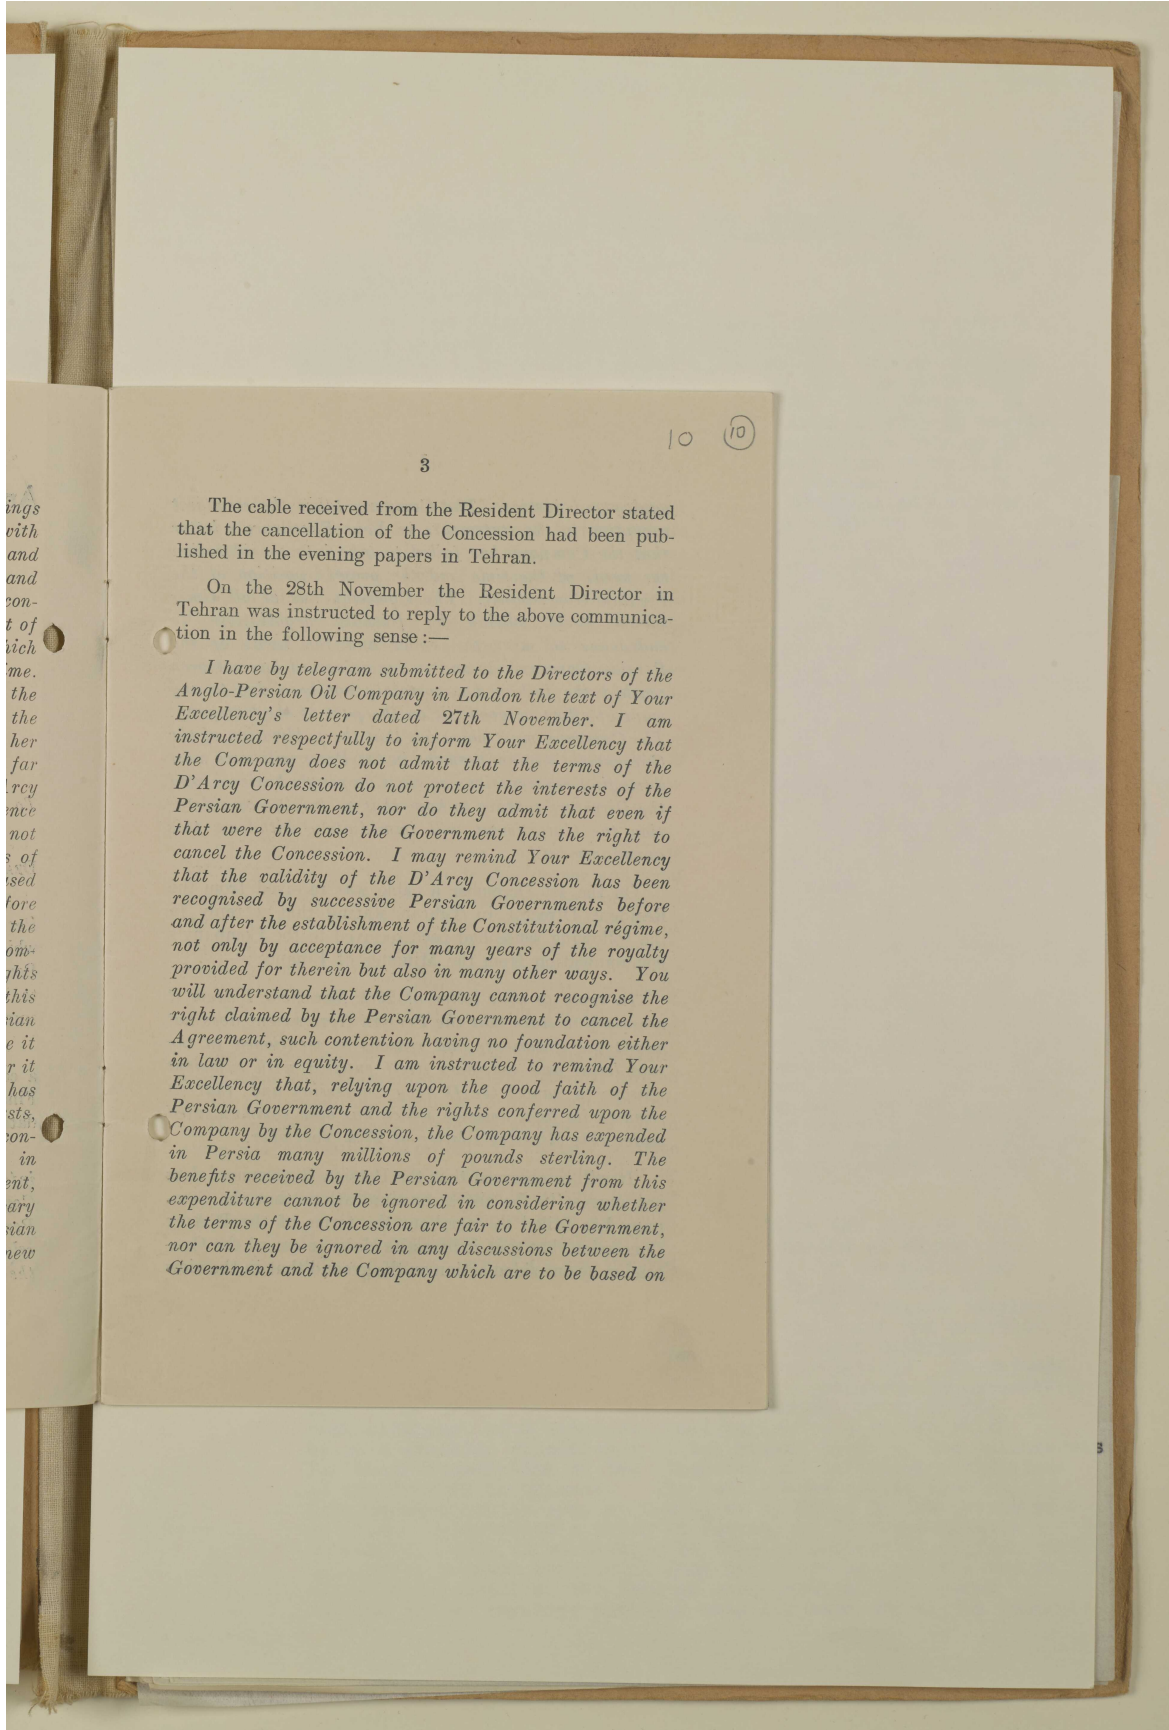 10 10
3
The cable received from the Resident Director stated
that the cancellation of the Concession had been pub-
lished in the evening papers in Tehran.
On the 28th November the Resident Director in
Tehran was instructed to reply to the above communica-
tion in the following sense :—
I have by telegram submitted to the Directors of the
Anglo-Persian Oil Company in London the text of Your
Excellency's letter dated 27th November. I am
instructed respectfully to inform Your Excellency that
the Company does not admit that the terms of the
D'Arcy Concession do not protect the interests of the
Persian Government, nor do they admit that even if
that were the case the Government has the right to
cancel the Concession. I may remind Your Excellency
that the validity of the D'Arcy Concession has been
recognised by successive Persian Governments before
and after the establishment of the Constitutional régime,
not only by acceptance for many years of the royalty
provided for therein but also in many other ways. You
will understand that the Company cannot recognise the
right claimed by the Persian Government to cancel the
Agreement, such contention having no foundation either
in law or in equity. I am instructed to remind Your
Excellency that, relying upon the good faith of the
Persian Government and the rights conferred upon the
Company by the Concession, the Company has expended
in Persia many millions of pounds sterling. The
benefits received by the Persian Government from this
expenditure cannot be ignored in considering whether
the terms of the Concession are fair to the Government,
nor can they be ignored in any discussions between the
Government and the Company which are to be based on